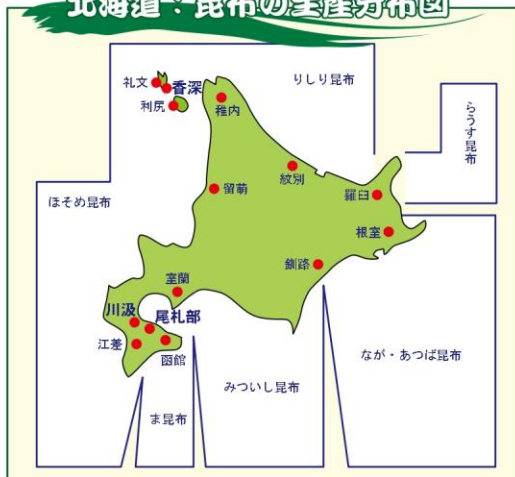 北海道・昆布の生産分布図
りしり昆布
礼文
香深
利尻
稚内
らうす昆布
紋別
ほそめ昆布
留萌
羅臼
根室
釧路
室蘭
川汲
尾札部
江差
函館
なが・あつば昆布
みついし昆布
ま昆布